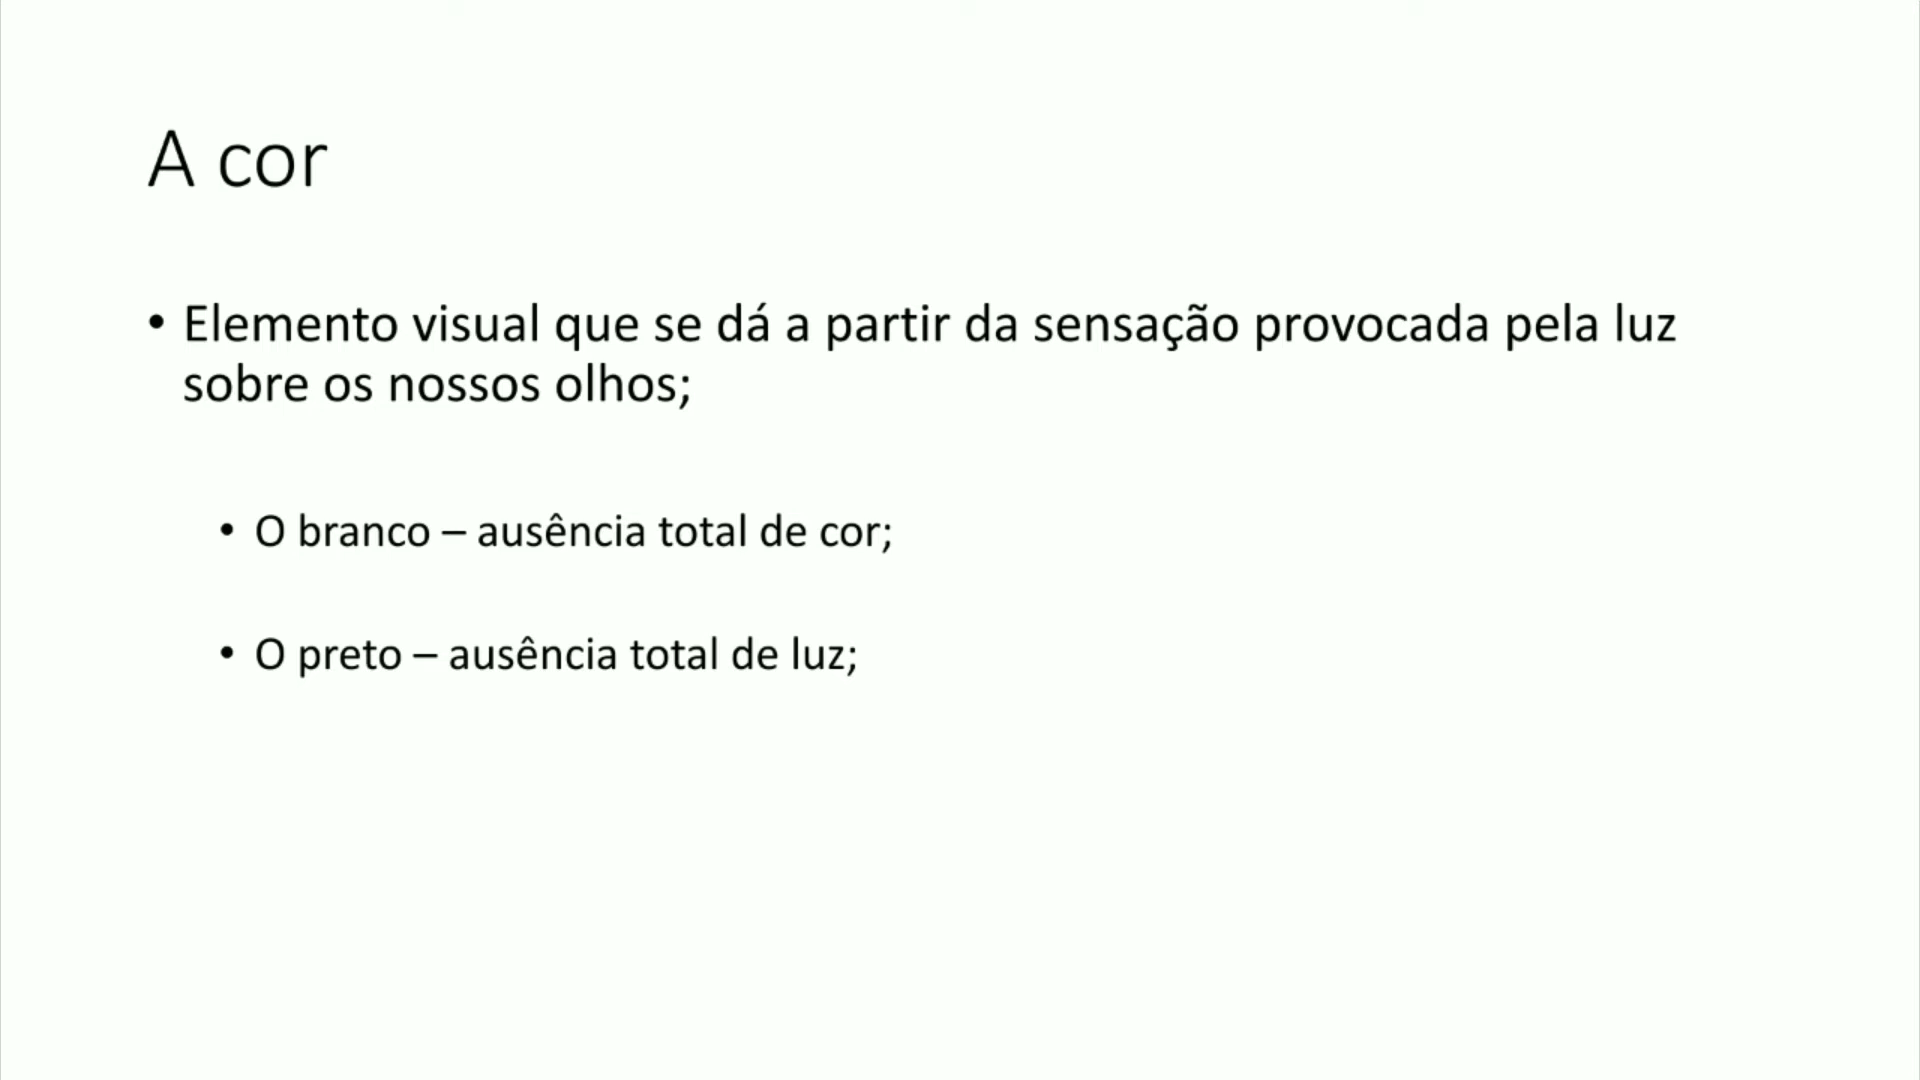 A cor
• Elemento visual que se dá a partir da sensação provocada pela luz
sobre os nossos olhos;
• O branco – ausência total de cor;
• O preto – ausência total de luz;